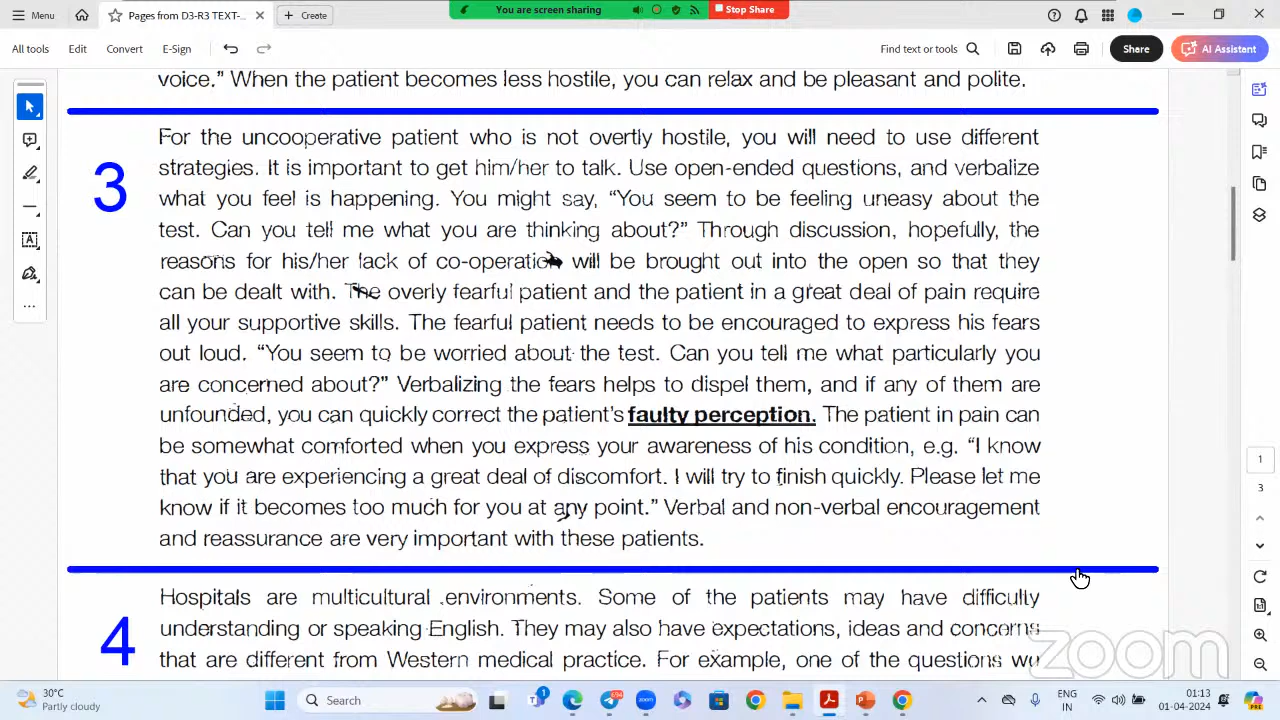 Menu
Pages from D3-R3 TEXT-...
Create
You are screen sharing
Stop Share
All tools
Edit
Convert
E-Sign
Find text or tools
Share
AI Assistant
voice.” When the patient becomes less hostile, you can relax and be pleasant and polite.
3
For the uncooperative patient who is not overtly hostile, you will need to use different
strategies. It is important to get him/her to talk. Use open-ended questions, and verbalize
what you feel is happening. You might say, “You seem to be feeling uneasy about the
test. Can you tell me what you are thinking about?” Through discussion, hopefully, the
reasons for his/her lack of co-operation will be brought out into the open so that they
can be dealt with. The overly fearful patient and the patient in a great deal of pain require
all your supportive skills. The fearful patient needs to be encouraged to express his fears
out loud. “You seem to be worried about the test. Can you tell me what particularly you
are concerned about?” Verbalizing the fears helps to dispel them, and if any of them are
unfounded, you can quickly correct the patient’s faulty perception. The patient in pain can
be somewhat comforted when you express your awareness of his condition, e.g. “I know
that you are experiencing a great deal of discomfort. I will try to finish quickly. Please let me
know if it becomes too much for you at any point.” Verbal and non-verbal encouragement
and reassurance are very important with these patients.
4
Hospitals are multicultural environments. Some of the patients may have difficulty
understanding or speaking English. They may also have expectations, ideas and concerns
that are different from Western medical practice. For example, one of the questions we
zoom
1
3
30°C
Partly cloudy
Search
1
694
zoom
ENG
IN
01:13
01-04-2024
PRE